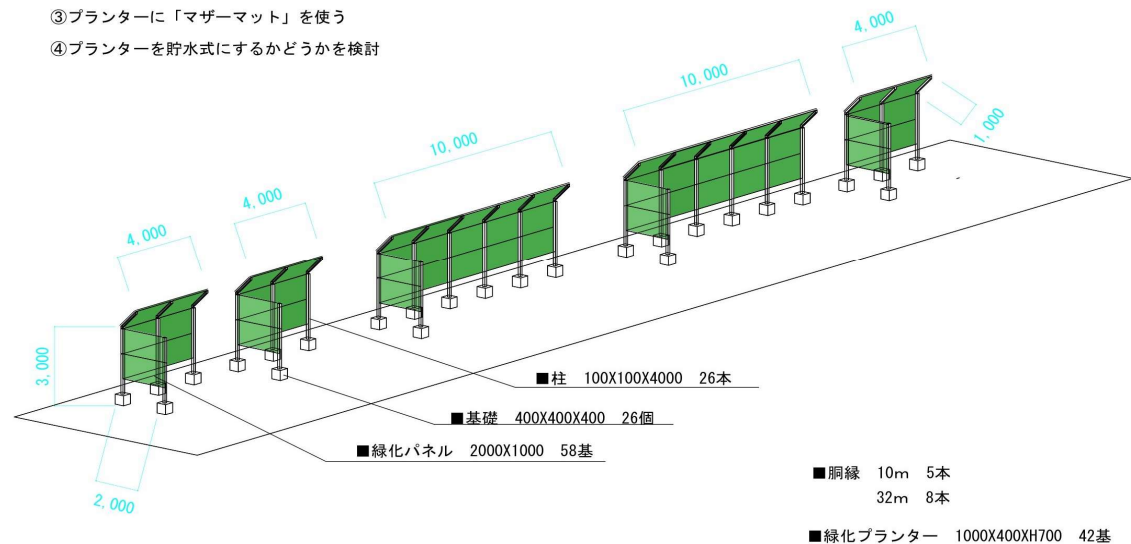 ③プランターに「マザーマット」を使う
④プランターを貯水式にするかどうかを検討
4,000
10,000
1,000
10,000
4,000
4,000
3,000
2,000
■柱 100X100X4000 26本
■基礎 400X400X400 26個
■緑化パネル 2000X1000 58基
■胴縁 10m 5本
32m 8本
■緑化プランター 1000X400XH700 42基